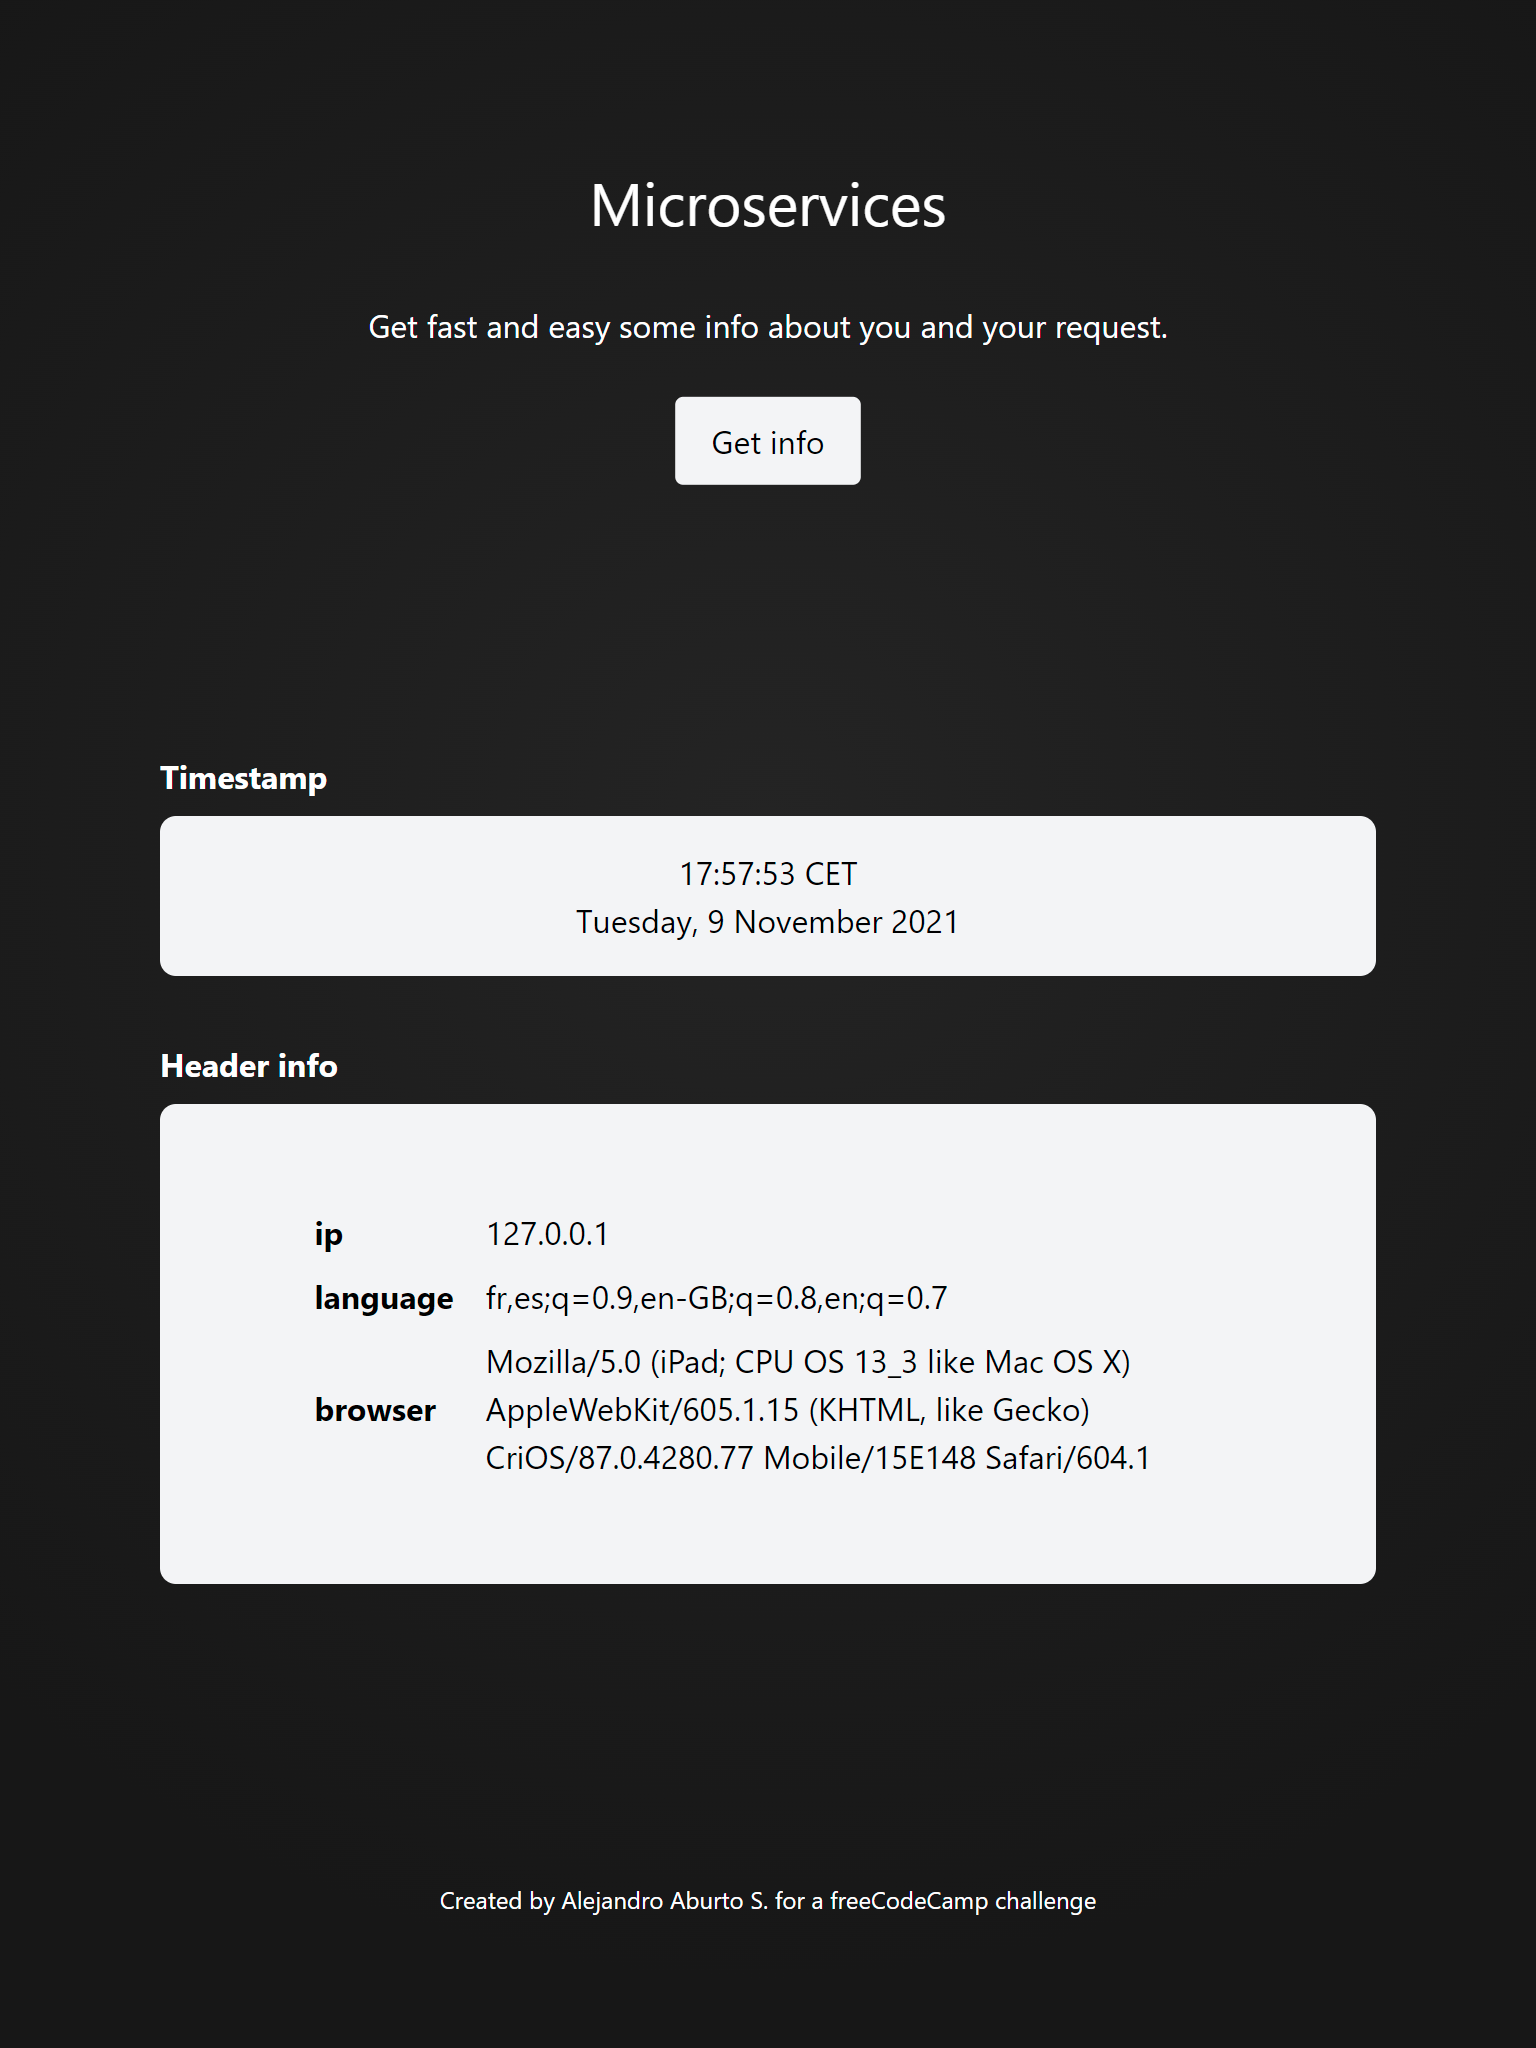 Microservices
Get fast and easy some info about you and your request.
Get info
Timestamp
17:57:53 CET
Tuesday, 9 November 2021
Header info
ip 127.0.0.1
language fr,es;q=0.9,en-GB;q=0.8,en;q=0.7
browser Mozilla/5.0 (iPad; CPU OS 13_3 like Mac OS X)
AppleWebKit/605.1.15 (KHTML, like Gecko)
CriOS/87.0.4280.77 Mobile/15E148 Safari/604.1
Created by Alejandro Aburto S. for a freeCodeCamp challenge